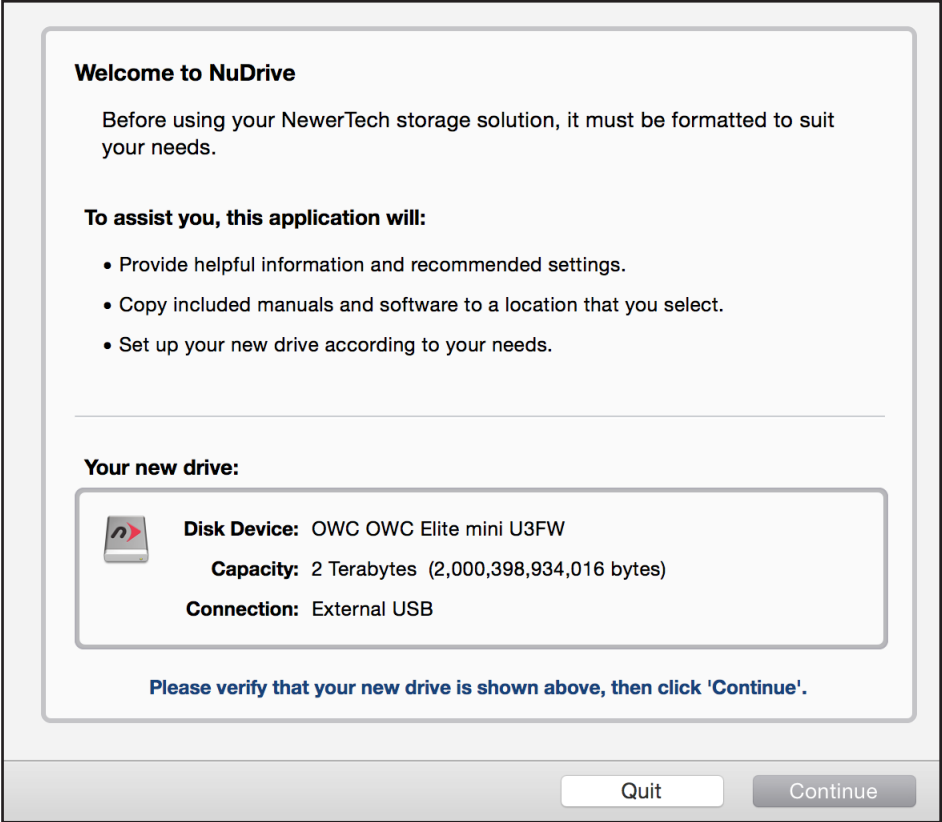 Welcome to NuDrive
Before using your NewerTech storage solution, it must be formatted to suit
your needs.
To assist you, this application will:
• Provide helpful information and recommended settings.
• Copy included manuals and software to a location that you select.
• Set up your new drive according to your needs.
Your new drive:
Disk Device: OWC OWC Elite mini U3FW
Capacity: 2 Terabytes (2,000,398,934,016 bytes)
Connection: External USB
Please verify that your new drive is shown above, then click 'Continue'.
Quit Continue